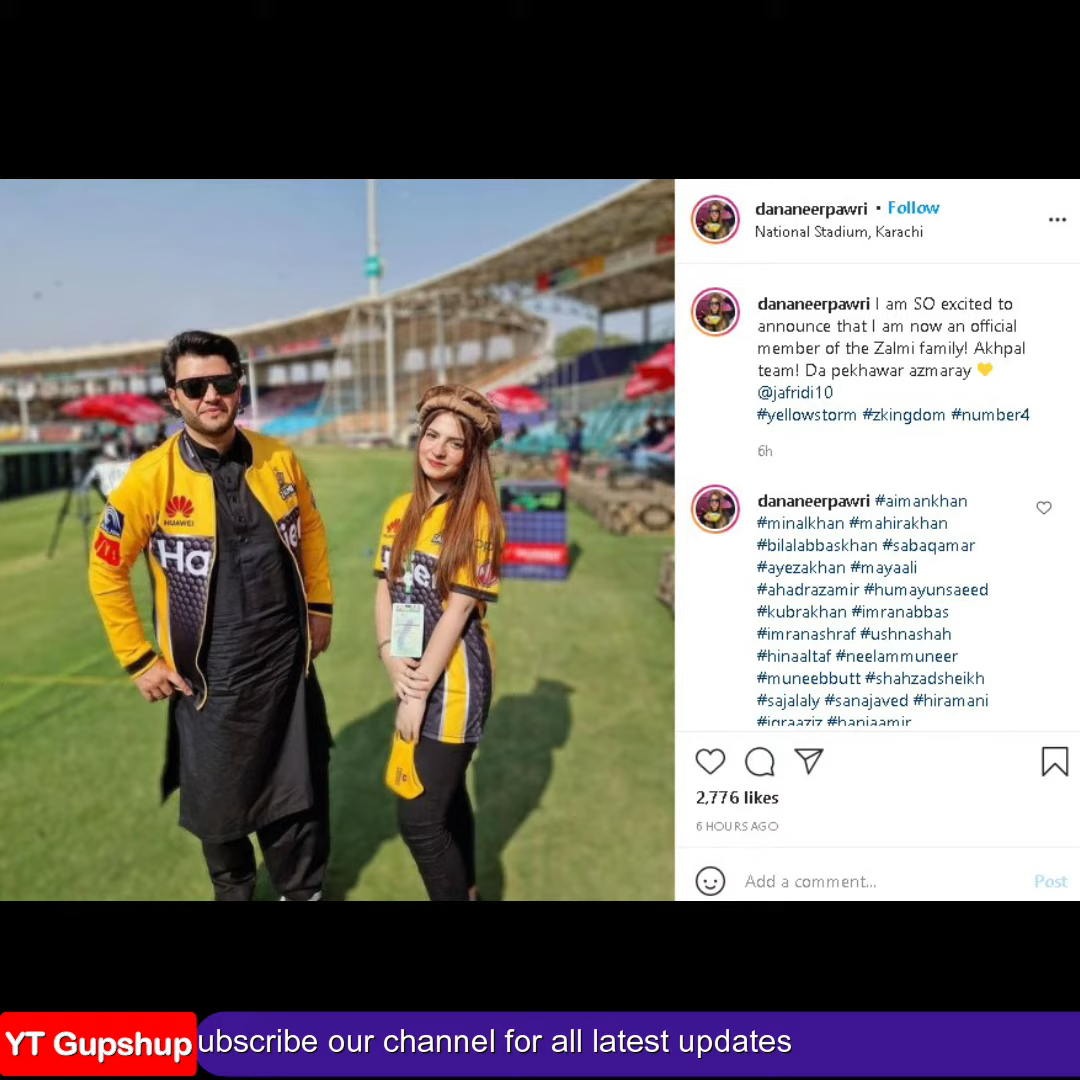 dananeerpawri • Follow
National Stadium, Karachi
dananeerpawri I am SO excited to
announce that I am now an official
member of the Zalmi family! Akhpal
team! Da pekhawar azmaray 💛
@jafridi10
#yellowstorm #zkingdom #number4
6h
dananeerpawri #aimankhan
#minalkhan #mahirakhan
#bilalabbaskhan #sabaqamar
#ayezakhan #mayaali
#ahadrazamir #humayunsaeed
#kubrakhan #imranabbas
#imranashraf #ushnashah
#hinaaltaf #neelammuneer
#muneebbutt #shahzadsheikh
#sajalaly #sanajaved #hiramani
#iqraaziz #haniaamir
2,776 likes
6 HOURS AGO
Add a comment... Post
HUAWEI
Ha
YT Gupshup ubscribe our channel for all latest updates